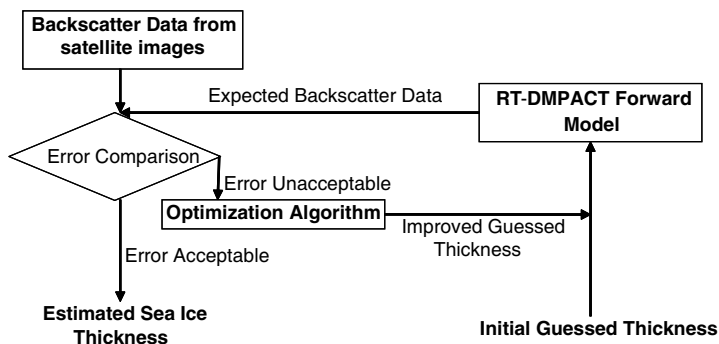 Backscatter Data from
satellite images
Expected Backscatter Data
RT-DMPACT Forward
Model
Error Comparison
Error Unacceptable
Optimization Algorithm
Improved Guessed
Thickness
Error Acceptable
Estimated Sea Ice
Thickness
Initial Guessed Thickness